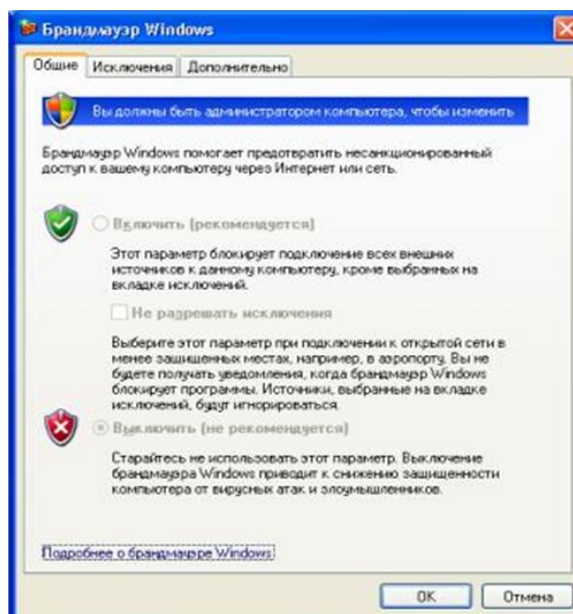 Брандмауэр Windows
Общие Исключения Дополнительно
Вы должны быть администратором компьютера, чтобы изменить
Брандмауэр Windows помогает предотвратить несанкционированный
доступ к вашему компьютеру через Интернет или сеть.
Включить (рекомендуется)
Этот параметр блокирует подключение всех внешних
источников к данному компьютеру, кроме выбранных на
вкладке исключений.
Не разрешать исключения
Выберите этот параметр при подключении к открытой сети в
менее защищенных местах, например, в аэропорту. Вы не
будете получать уведомления, когда брандмауэр Windows
блокирует программы. Источники, выбранные на вкладке
исключений, будут игнорироваться.
Выключить (не рекомендуется)
Старайтесь не использовать этот параметр. Выключение
брандмауэра Windows приводит к снижению защищенности
компьютера от вирусных атак и злоумышленников.
Подробнее о брандмауэре Windows
OK Отмена